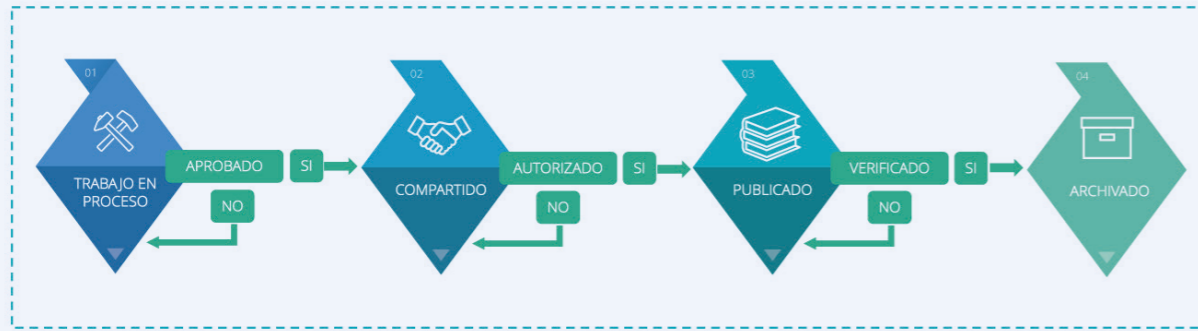 01
TRABAJO EN
PROCESO
APROBADO
SI
NO
02
COMPARTIDO
AUTORIZADO
SI
NO
03
PUBLICADO
VERIFICADO
SI
NO
04
ARCHIVADO